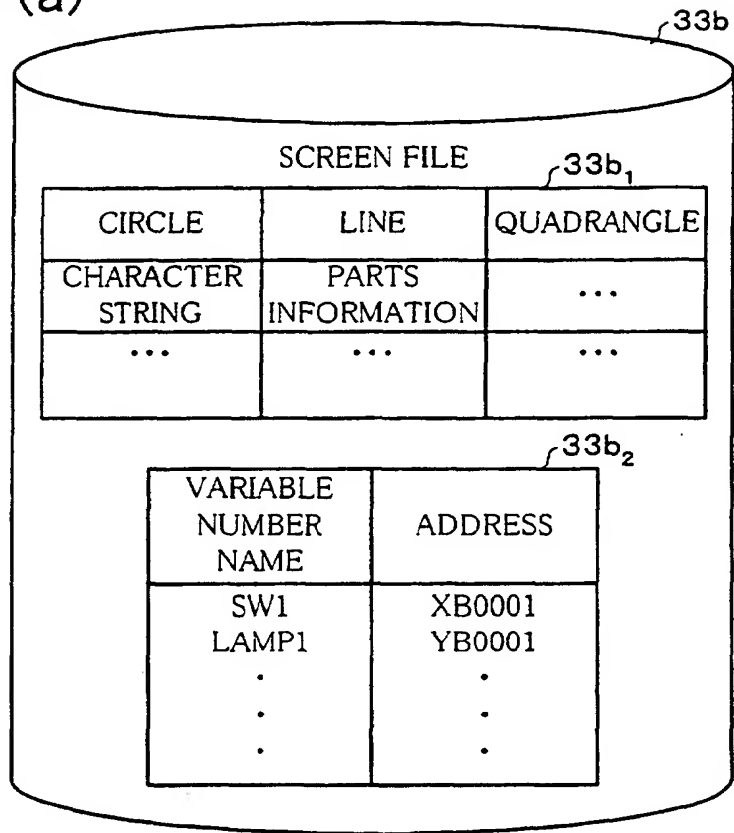 (a)
33b
SCREEN FILE
33b₁
CIRCLE LINE QUADRANGLE
CHARACTER STRING PARTS INFORMATION ...
... ... ...
33b₂
VARIABLE NUMBER NAME ADDRESS
SW1 XB0001
LAMP1 YB0001
. .
. .
. .